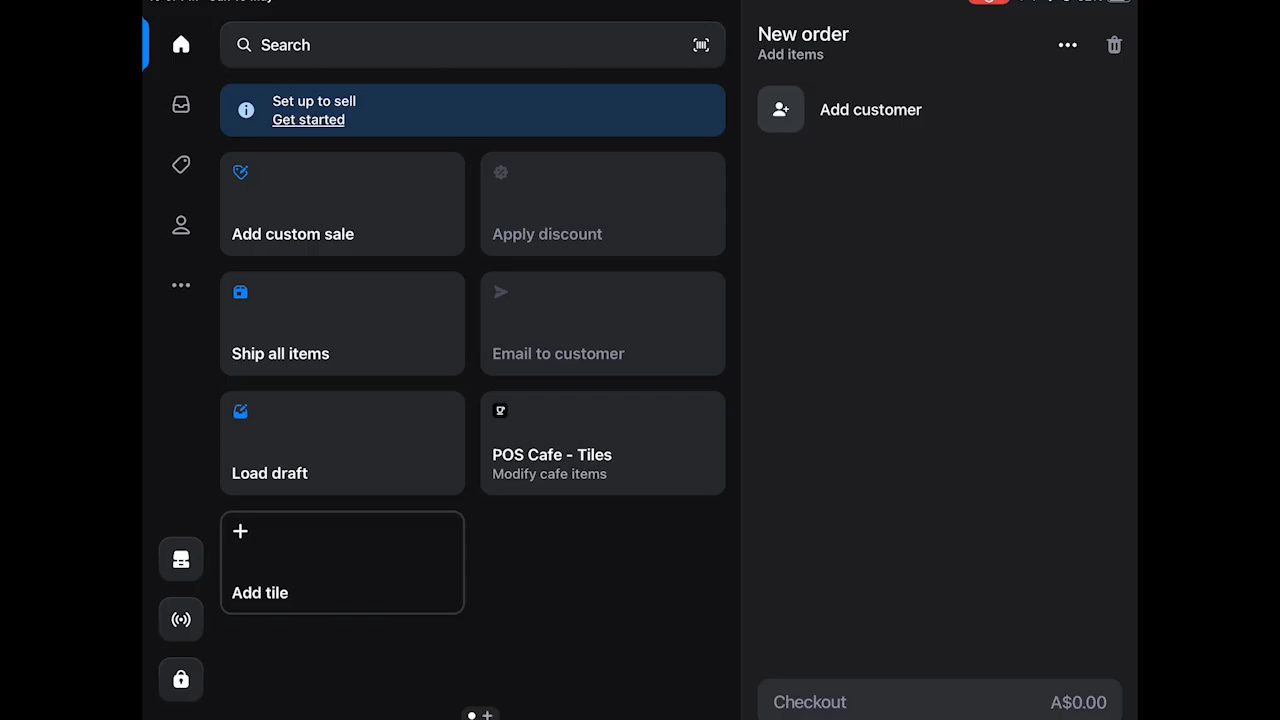 Search
Set up to sell
Get started
Add custom sale
Apply discount
Ship all items
Email to customer
Load draft
POS Cafe - Tiles
Modify cafe items
Add tile
New order
Add items
Add customer
Checkout A$0.00